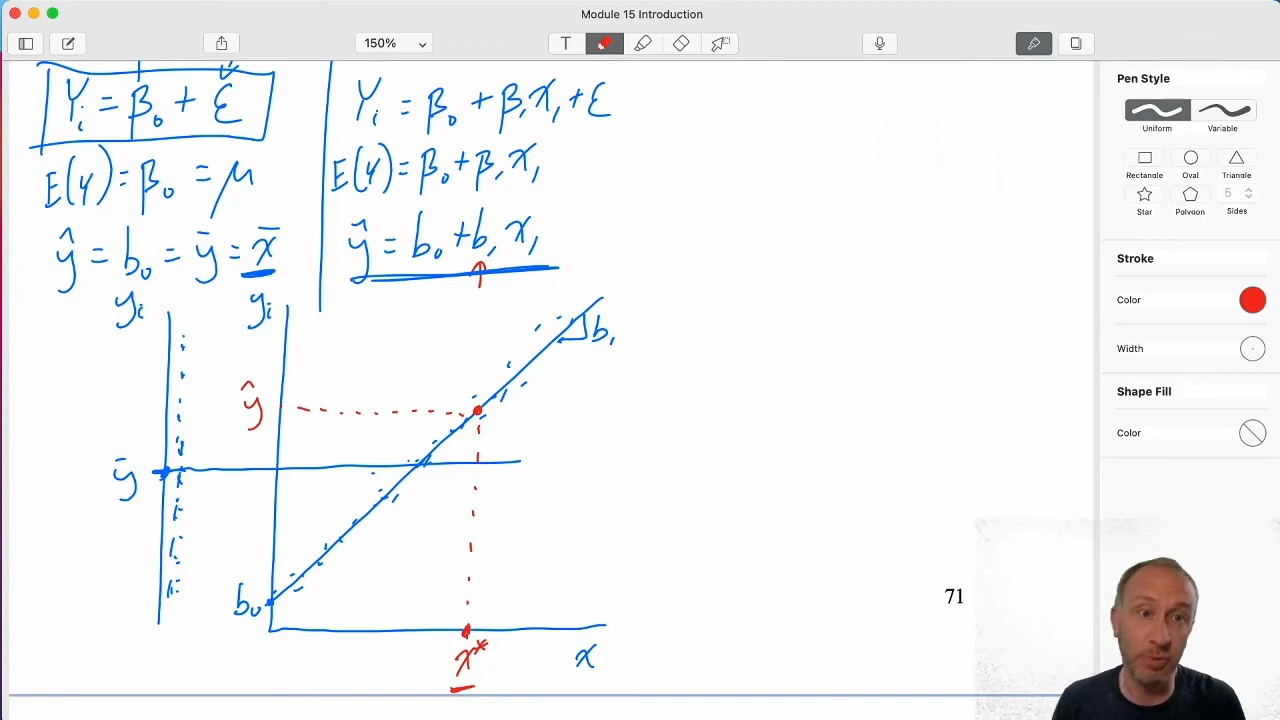 Module 15 Introduction
150%
T
Yᵢ = β₀ + ε
E(Y) = β₀ = μ
ŷ = b₀ = ȳ = x̄
Yᵢ = β₀ + β₁x₁ + ε
E(Y) = β₀ + β₁x₁
ŷ = b₀ + b₁x₁
yᵢ
yᵢ
b₁
ŷ
ȳ
b₀
x*
x
71
Pen Style
Uniform
Variable
Rectangle
Oval
Triangle
5
Star
Polygon
Sides
Stroke
Color
Width
Shape Fill
Color